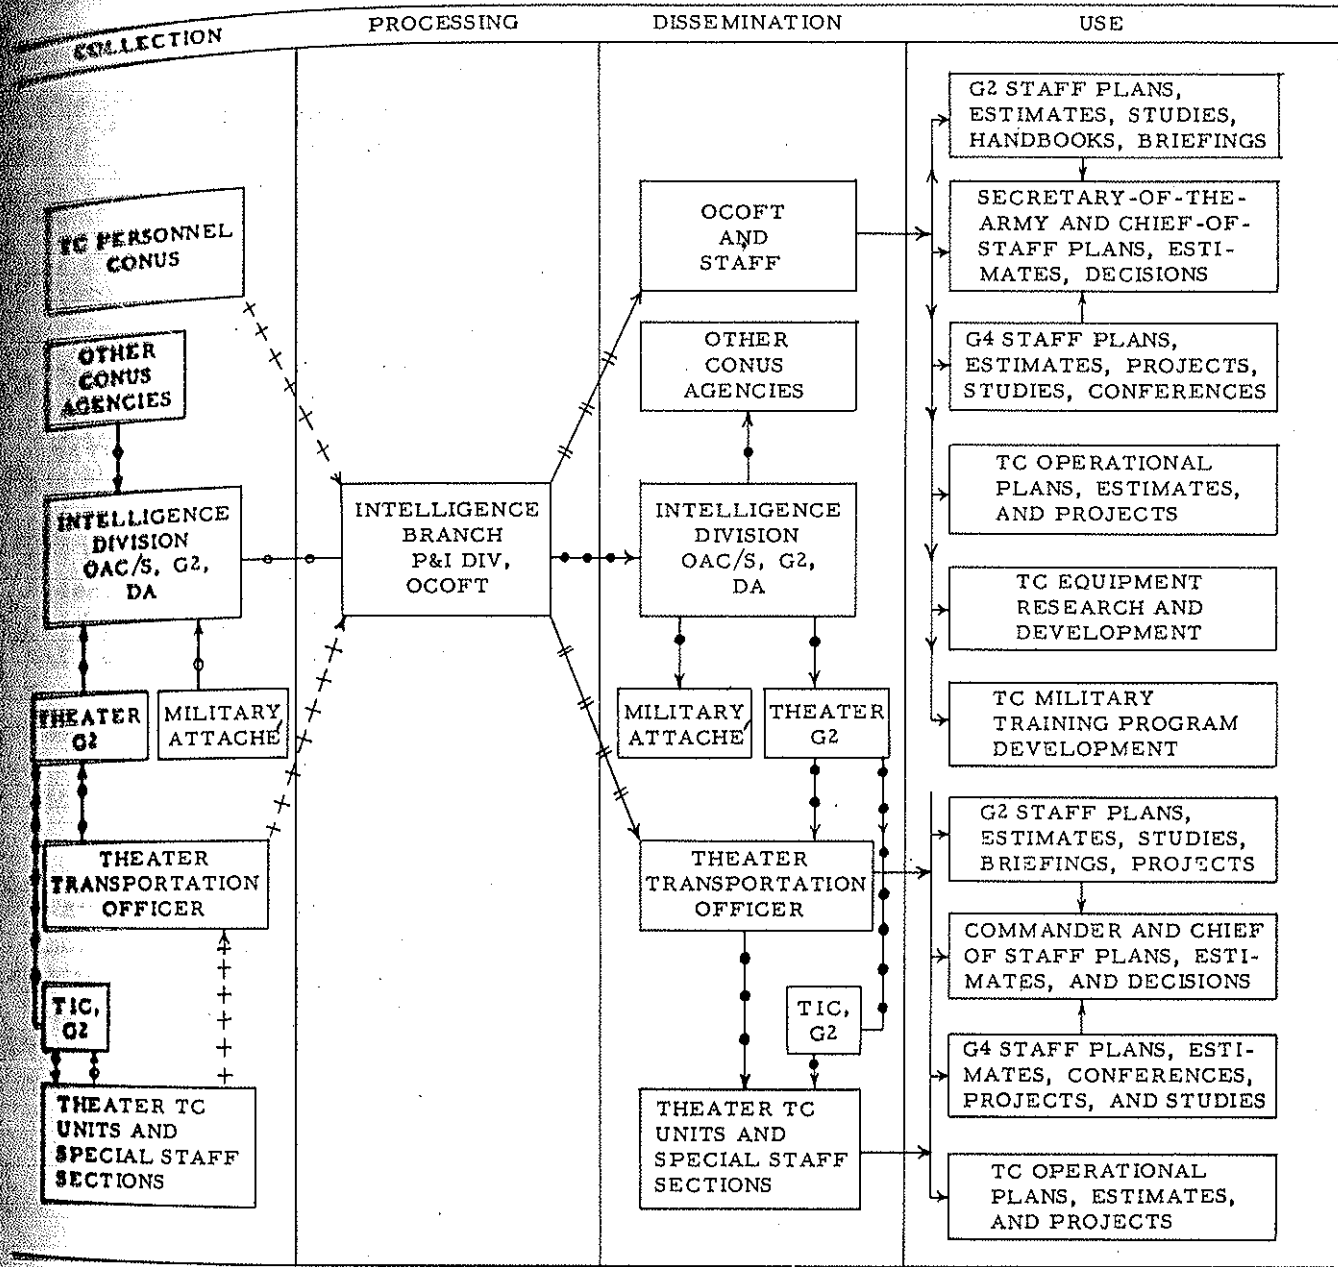 COLLECTION
PROCESSING
DISSEMINATION
USE
TC PERSONNEL
CONUS
OTHER
CONUS
AGENCIES
INTELLIGENCE
DIVISION
OAC/S, G2,
DA
THEATER
G2
MILITARY
ATTACHÉ
THEATER
TRANSPORTATION
OFFICER
TIC,
G2
THEATER TC
UNITS AND
SPECIAL STAFF
SECTIONS
INTELLIGENCE
BRANCH
P&I DIV,
OCOFT
OCOFT
AND
STAFF
OTHER
CONUS
AGENCIES
INTELLIGENCE
DIVISION
OAC/S, G2,
DA
MILITARY
ATTACHÉ
THEATER
G2
THEATER
TRANSPORTATION
OFFICER
TIC,
G2
THEATER TC
UNITS AND
SPECIAL STAFF
SECTIONS
G2 STAFF PLANS,
ESTIMATES, STUDIES,
HANDBOOKS, BRIEFINGS
SECRETARY-OF-THE-
ARMY AND CHIEF-OF-
STAFF PLANS, ESTI-
MATES, DECISIONS
G4 STAFF PLANS,
ESTIMATES, PROJECTS,
STUDIES, CONFERENCES
TC OPERATIONAL
PLANS, ESTIMATES,
AND PROJECTS
TC EQUIPMENT
RESEARCH AND
DEVELOPMENT
TC MILITARY
TRAINING PROGRAM
DEVELOPMENT
G2 STAFF PLANS,
ESTIMATES, STUDIES,
BRIEFINGS, PROJECTS
COMMANDER AND CHIEF
OF STAFF PLANS, ESTI-
MATES, AND DECISIONS
G4 STAFF PLANS, ESTI-
MATES, CONFERENCES,
PROJECTS, AND STUDIES
TC OPERATIONAL
PLANS, ESTIMATES,
AND PROJECTS